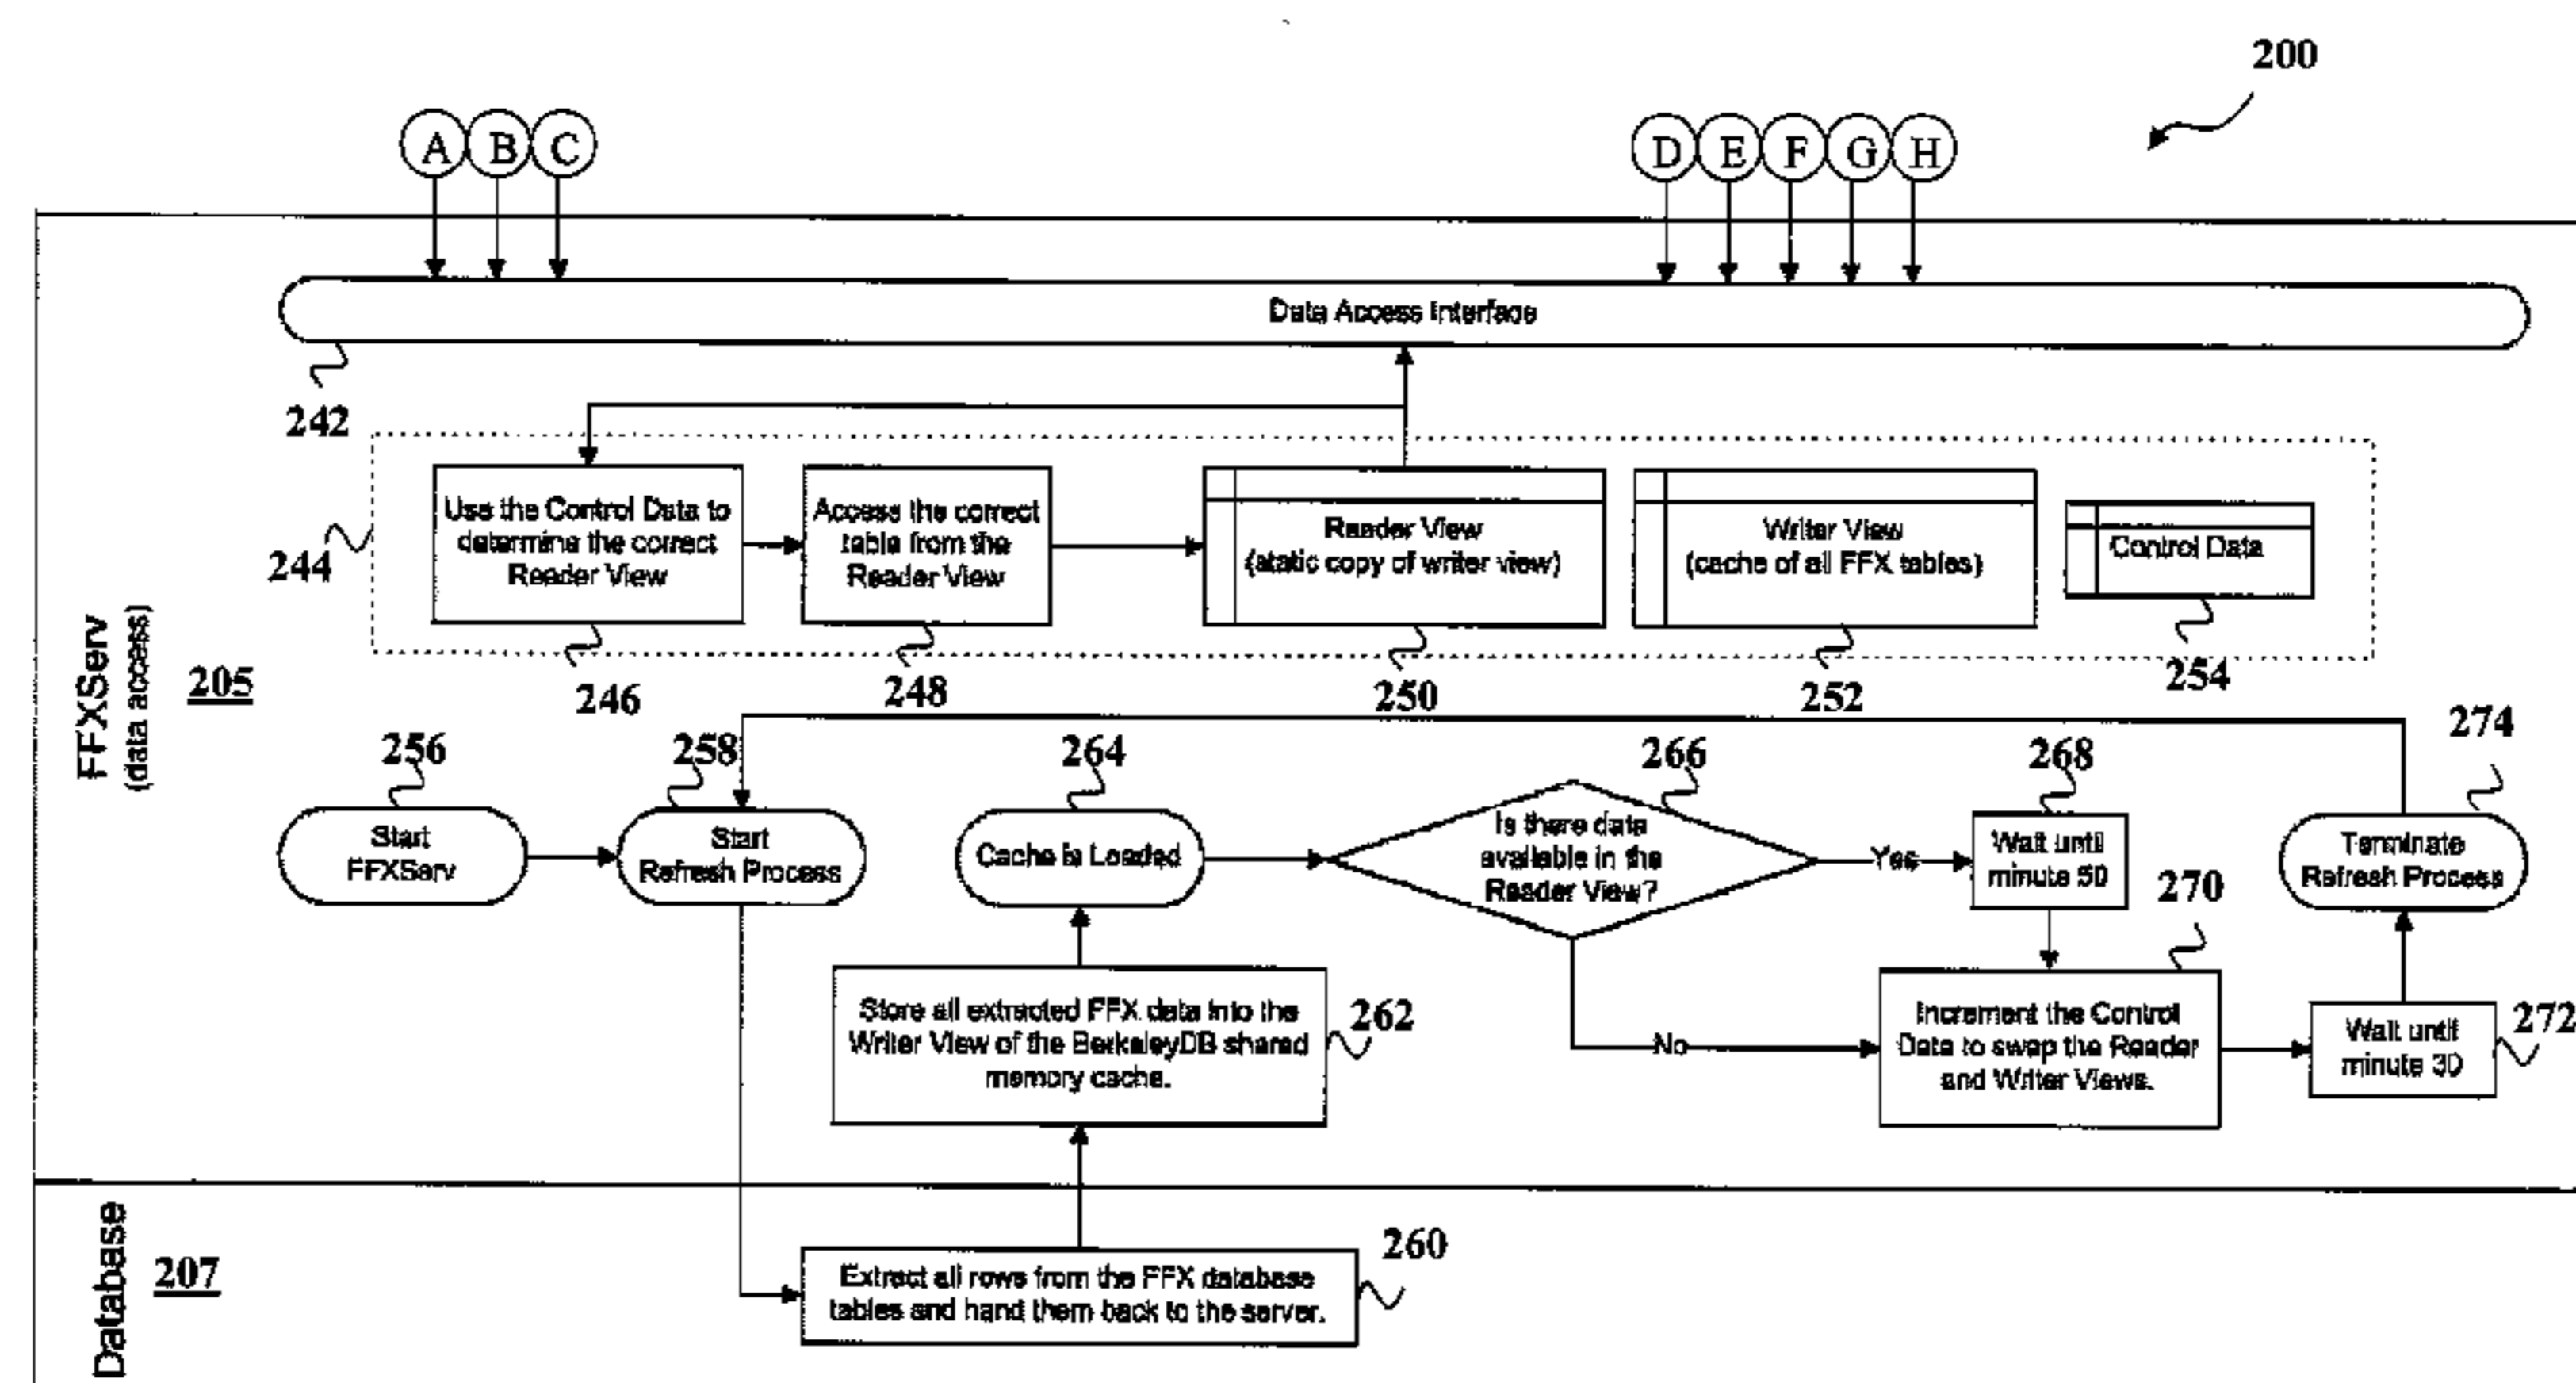 200
A B C
D E F G H
Data Access Interface
242
244
Use the Control Data to
determine the correct
Reader View
246
Access the correct
table from the
Reader View
248
Reader View
(static copy of writer view)
250
Writer View
(cache of all FFX tables)
252
Control Data
254
FFXServ
(data access)
205
256
Start
FFXServ
258
Start
Refresh Process
264
Cache is Loaded
266
Is there data
available in the
Reader View?
Yes
No
268
Wait until
minute 50
270
Increment the Control
Data to swap the Reader
and Writer Views.
272
Wait until
minute 30
274
Terminate
Refresh Process
Store all extracted FFX data into the
Writer View of the BerkeleyDB shared
memory cache.
262
Database
207
Extract all rows from the FFX database
tables and hand them back to the server.
260